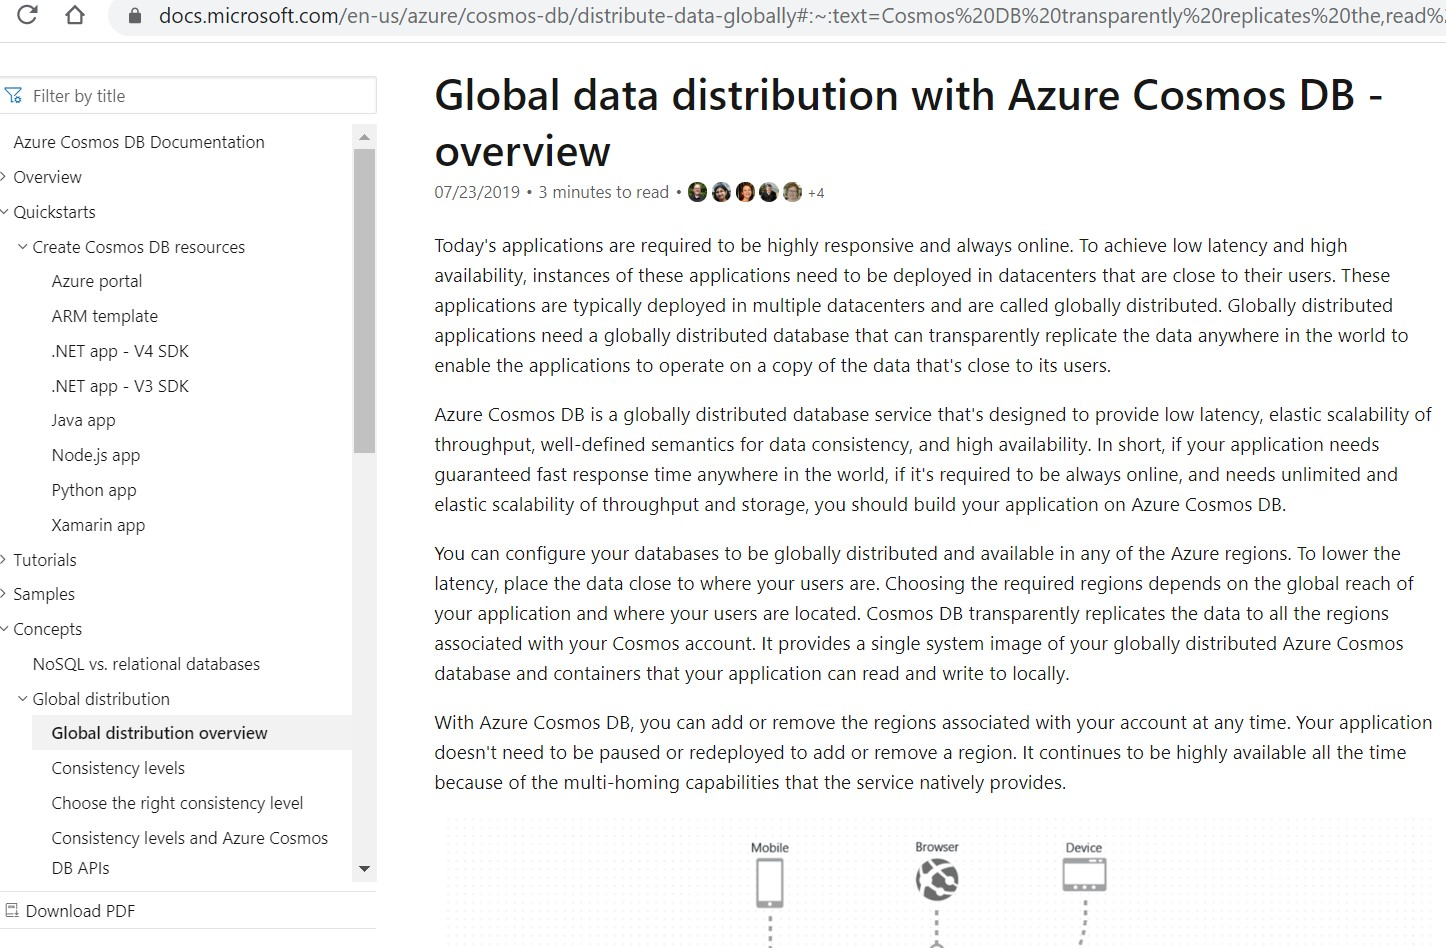 docs.microsoft.com/en-us/azure/cosmos-db/distribute-data-globally#:~:text=Cosmos%20DB%20transparently%20replicates%20the,read%
Filter by title
Azure Cosmos DB Documentation
Overview
Quickstarts
Create Cosmos DB resources
Azure portal
ARM template
.NET app - V4 SDK
.NET app - V3 SDK
Java app
Node.js app
Python app
Xamarin app
Tutorials
Samples
Concepts
NoSQL vs. relational databases
Global distribution
Global distribution overview
Consistency levels
Choose the right consistency level
Consistency levels and Azure Cosmos
DB APIs
Download PDF
Global data distribution with Azure Cosmos DB -
overview
07/23/2019 • 3 minutes to read • +4
Today's applications are required to be highly responsive and always online. To achieve low latency and high
availability, instances of these applications need to be deployed in datacenters that are close to their users. These
applications are typically deployed in multiple datacenters and are called globally distributed. Globally distributed
applications need a globally distributed database that can transparently replicate the data anywhere in the world to
enable the applications to operate on a copy of the data that's close to its users.
Azure Cosmos DB is a globally distributed database service that's designed to provide low latency, elastic scalability of
throughput, well-defined semantics for data consistency, and high availability. In short, if your application needs
guaranteed fast response time anywhere in the world, if it's required to be always online, and needs unlimited and
elastic scalability of throughput and storage, you should build your application on Azure Cosmos DB.
You can configure your databases to be globally distributed and available in any of the Azure regions. To lower the
latency, place the data close to where your users are. Choosing the required regions depends on the global reach of
your application and where your users are located. Cosmos DB transparently replicates the data to all the regions
associated with your Cosmos account. It provides a single system image of your globally distributed Azure Cosmos
database and containers that your application can read and write to locally.
With Azure Cosmos DB, you can add or remove the regions associated with your account at any time. Your application
doesn't need to be paused or redeployed to add or remove a region. It continues to be highly available all the time
because of the multi-homing capabilities that the service natively provides.
Mobile
Browser
Device